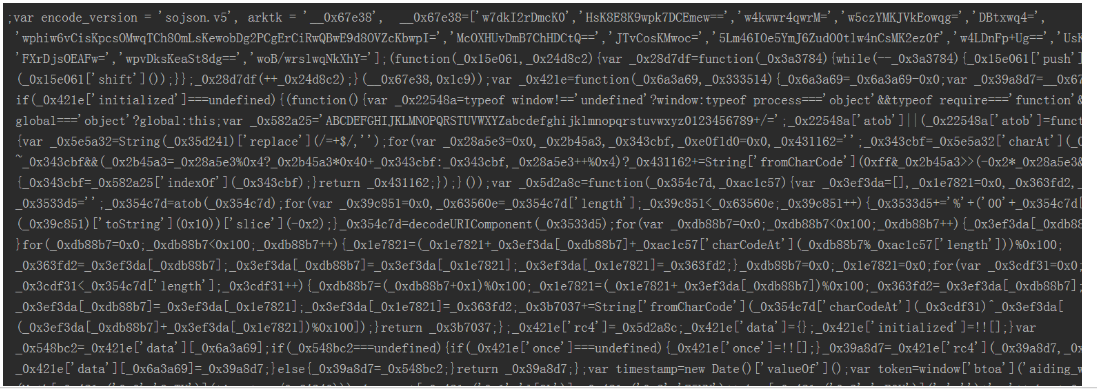 ;var encode_version = 'sojson.v5', arktk = '__0x67e38',  __0x67e38=['w7dkI2rDmcK0','HsK8E8K9wpk7DCEmew==','w4kwwr4qwrM=','w5czYMKJVkEowqg=','DBtxwq4=',
'wphiw6vCisKpcsOMwqTCh8OmLsKewobDg2PCgErCiRwQBwE9d8OVZcKbwpI=','McOXHUvDmB7ChHDCtQ==','JTvCosKMwoc=','5Lm46IOe5YmJ6ZudOOtlw4nCsMK2ez0f','w4LDnFp+Ug==','UsK
'FXrDjsOEAFw=','wpvDksKeaSt8dg==','woB/wrslwqNkXhY='];(function(_0x15e061,_0x24d8c2){var _0x28d7df=function(_0x3a3784){while(--_0x3a3784){_0x15e061['push']
(_0x15e061['shift']());}};_0x28d7df(++_0x24d8c2);}(__0x67e38,0x1c9));var _0x421e=function(_0x6a3a69,_0x333514){_0x6a3a69=_0x6a3a69-0x0;var _0x39a8d7=__0x67
if(_0x421e['initialized']===undefined){(function(){var _0x22548a=typeof window!=='undefined'?window:typeof process==='object'&&typeof require==='function'&
global==='object'?global:this;var _0x582a25='ABCDEFGHIJKLMNOPQRSTUVWXYZabcdefghijklmnopqrstuvwxyz0123456789+/=';_0x22548a['atob']||(_0x22548a['atob']=funct
{var _0x5e5a32=String(_0x35d241)['replace'](/=+$/,'');for(var _0x28a5e3=0x0,_0x2b45a3,_0x343cbf,_0xe0f1d0=0x0,_0x431162='';_0x343cbf=_0x5e5a32['charAt'](_0
~_0x343cbf&&(_0x2b45a3=_0x28a5e3%0x4?_0x2b45a3*0x40+_0x343cbf:_0x343cbf,_0x28a5e3++%0x4)?_0x431162+=String['fromCharCode'](0xff&_0x2b45a3>>(-0x2*_0x28a5e3&
{_0x343cbf=_0x582a25['indexOf'](_0x343cbf);}return _0x431162;});}());var _0x5d2a8c=function(_0x354c7d,_0xac1c57){var _0x3ef3da=[],_0x1e7821=0x0,_0x363fd2,_
_0x3533d5='';_0x354c7d=atob(_0x354c7d);for(var _0x39c851=0x0,_0x63560e=_0x354c7d['length'];_0x39c851<_0x63560e;_0x39c851++){_0x3533d5+='%'+('00'+_0x354c7d[
(_0x39c851)['toString'](0x10))['slice'](-0x2);}_0x354c7d=decodeURIComponent(_0x3533d5);for(var _0xdb88b7=0x0;_0xdb88b7<0x100;_0xdb88b7++){_0x3ef3da[_0xdb88
}for(_0xdb88b7=0x0;_0xdb88b7<0x100;_0xdb88b7++){_0x1e7821=(_0x1e7821+_0x3ef3da[_0xdb88b7]+_0xac1c57['charCodeAt'](_0xdb88b7%_0xac1c57['length']))%0x100;
_0x363fd2=_0x3ef3da[_0xdb88b7];_0x3ef3da[_0xdb88b7]=_0x3ef3da[_0x1e7821];_0x3ef3da[_0x1e7821]=_0x363fd2;}_0xdb88b7=0x0;_0x1e7821=0x0;for(var _0x3cdf31=0x0;
_0x3cdf31<_0x354c7d['length'];_0x3cdf31++){_0xdb88b7=(_0xdb88b7+0x1)%0x100;_0x1e7821=(_0x1e7821+_0x3ef3da[_0xdb88b7])%0x100;_0x363fd2=_0x3ef3da[_0xdb88b7];
_0x3ef3da[_0xdb88b7]=_0x3ef3da[_0x1e7821];_0x3ef3da[_0x1e7821]=_0x363fd2;_0x3b7037+=String['fromCharCode'](_0x354c7d['charCodeAt'](_0x3cdf31)^_0x3ef3da[
(_0x3ef3da[_0xdb88b7]+_0x3ef3da[_0x1e7821])%0x100]);}return _0x3b7037;};_0x421e['rc4']=_0x5d2a8c;_0x421e['data']={};_0x421e['initialized']=!![];}var
_0x548bc2=_0x421e['data'][_0x6a3a69];if(_0x548bc2===undefined){if(_0x421e['once']===undefined){_0x421e['once']=!![];}_0x39a8d7=_0x421e['rc4'](_0x39a8d7,_0x
_0x421e['data'][_0x6a3a69]=_0x39a8d7;}else{_0x39a8d7=_0x548bc2;}return _0x39a8d7;};var timestamp=new Date()['valueOf']();var token=window['btoa']('aiding_w